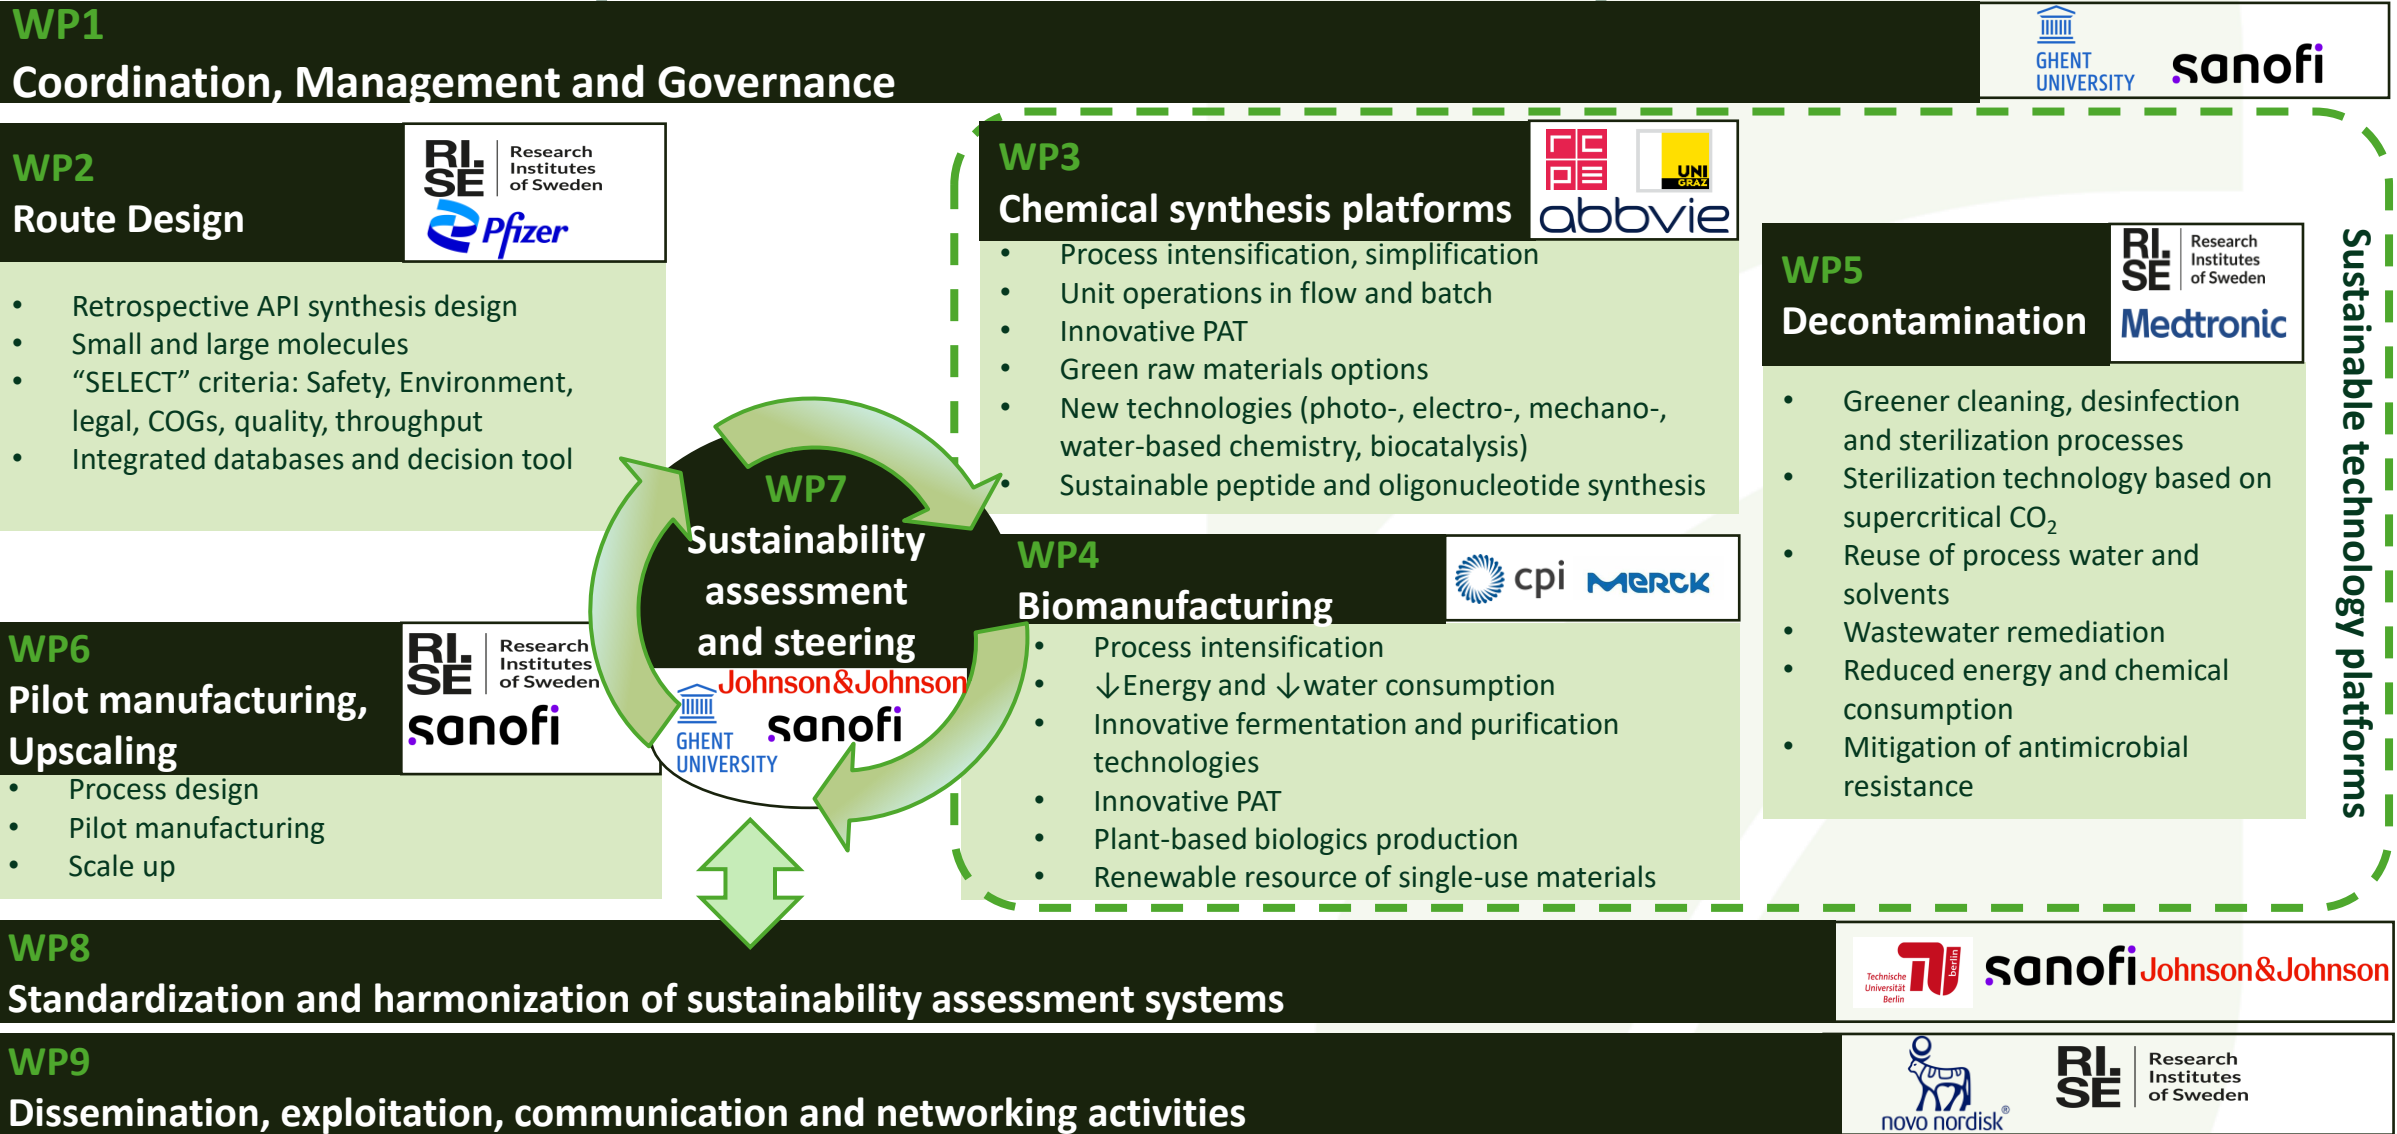 WP1
Coordination, Management and Governance
GHENT
UNIVERSITY
sanofi
WP2
Route Design
RI.
SE
Research
Institutes
of Sweden
Pfizer
• Retrospective API synthesis design
• Small and large molecules
• “SELECT” criteria: Safety, Environment,
legal, COGs, quality, throughput
• Integrated databases and decision tool
WP3
Chemical synthesis platforms
rc
pe
UNI
GRAZ
abbvie
• Process intensification, simplification
• Unit operations in flow and batch
• Innovative PAT
• Green raw materials options
• New technologies (photo-, electro-, mechano-,
water-based chemistry, biocatalysis)
• Sustainable peptide and oligonucleotide synthesis
WP5
Decontamination
RI.
SE
Research
Institutes
of Sweden
Medtronic
• Greener cleaning, desinfection
and sterilization processes
• Sterilization technology based on
supercritical CO2
• Reuse of process water and
solvents
• Wastewater remediation
• Reduced energy and chemical
consumption
• Mitigation of antimicrobial
resistance
Sustainable technology platforms
WP7
Sustainability
assessment
and steering
Johnson&Johnson
GHENT
UNIVERSITY
sanofi
WP4
Biomanufacturing
cpi
MERCK
• Process intensification
• ↓Energy and ↓water consumption
• Innovative fermentation and purification
technologies
• Innovative PAT
• Plant-based biologics production
• Renewable resource of single-use materials
WP6
Pilot manufacturing,
Upscaling
RI.
SE
Research
Institutes
of Sweden
sanofi
• Process design
• Pilot manufacturing
• Scale up
WP8
Standardization and harmonization of sustainability assessment systems
Technische
Universität
Berlin
berlin
sanofi
Johnson&Johnson
WP9
Dissemination, exploitation, communication and networking activities
novo nordisk®
RI.
SE
Research
Institutes
of Sweden